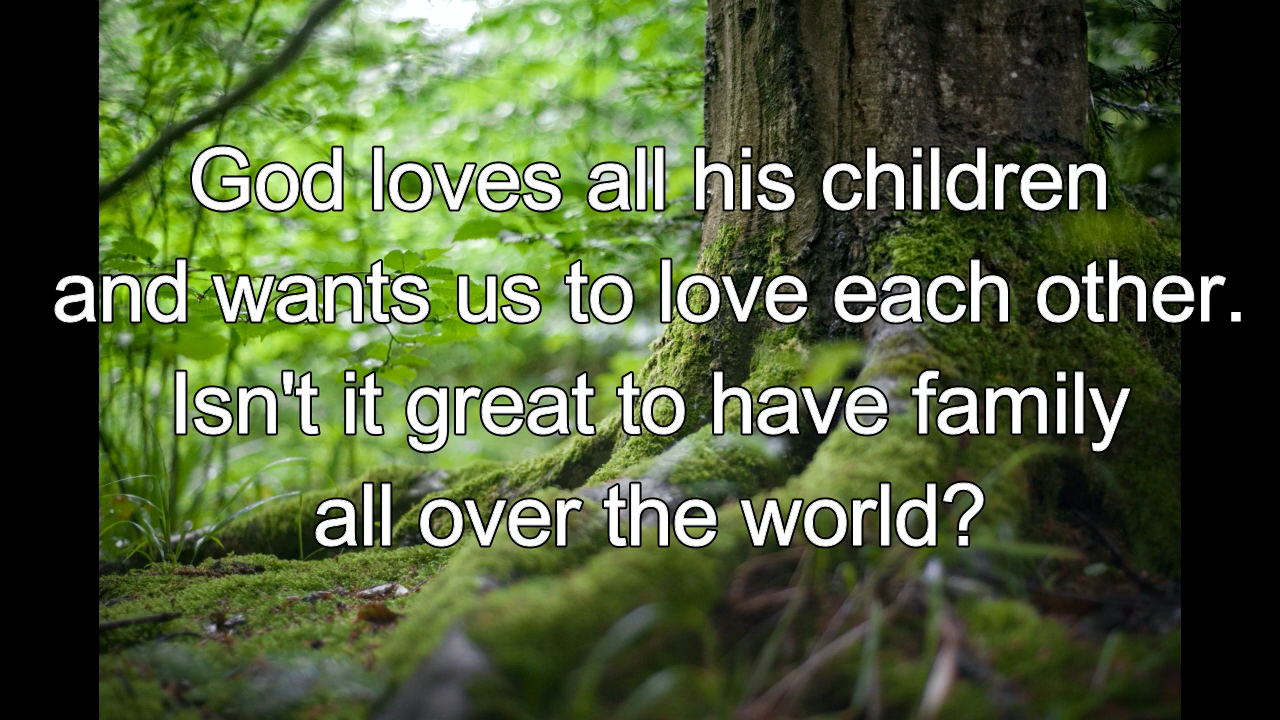 God loves all his children
and wants us to love each other.
Isn't it great to have family
all over the world?